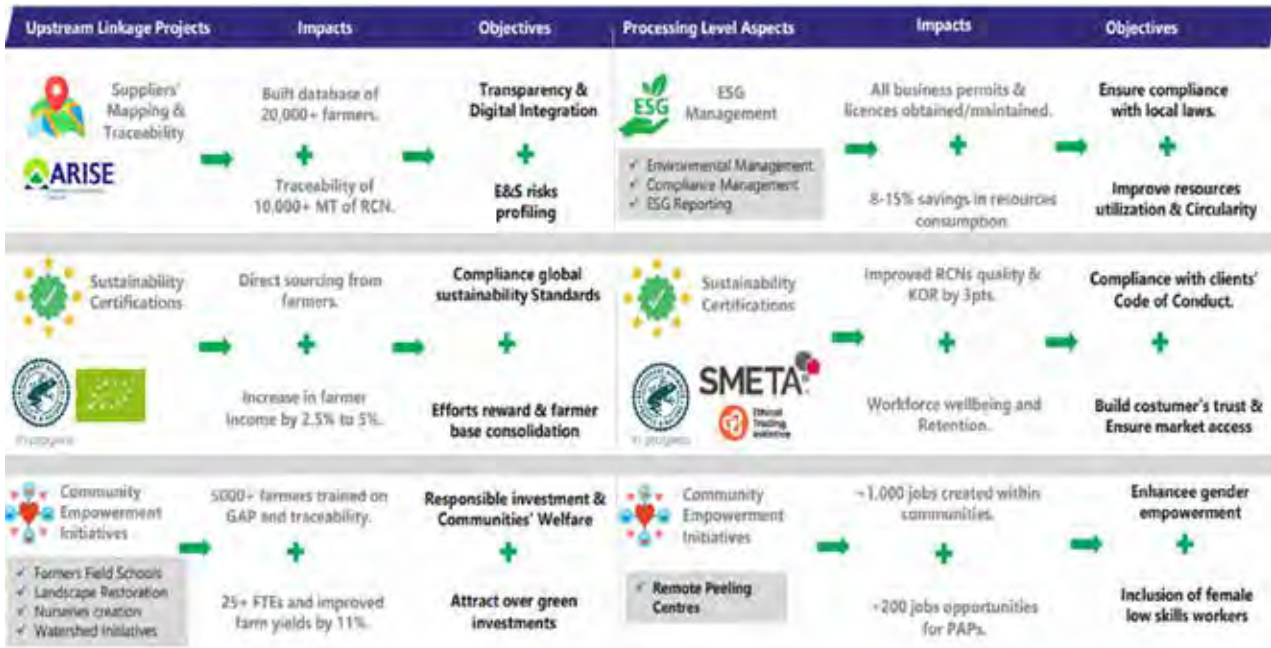 Upstream Linkage Projects
Impacts
Objectives
Processing Level Aspects
Impacts
Objectives
Suppliers'
Mapping &
Traceability
ARISE
Built database of
20,000+ farmers.
+
Traceability of
10,000+ MT of RCN.
Transparency &
Digital Integration
+
E&S risks
profiling
ESG
ESG
Management
✓ Environmental Management
✓ Compliance Management
✓ ESG Reporting
All business permits &
licences obtained/maintained.
+
8-15% savings in resources
consumption.
Ensure compliance
with local laws.
+
Improve resources
utilization & Circularity
Sustainability
Certifications
In progress
Direct sourcing from
farmers.
+
Increase in farmer
income by 2.5% to 5%.
Compliance global
sustainability Standards
+
Efforts reward & farmer
base consolidation
Sustainability
Certifications
SMETA
Ethical
Trading
Initiative
In progress
Improved RCNs quality &
KOR by 3pts.
+
Workforce wellbeing and
Retention.
Compliance with clients'
Code of Conduct.
+
Build costumer's trust &
Ensure market access
Community
Empowerment
Initiatives
✓ Farmers Field Schools
✓ Landscape Restoration
✓ Nurseries creation
✓ Watershed Initiatives
5000+ farmers trained on
GAP and traceability.
+
25+ FTEs and improved
farm yields by 11%.
Responsible investment &
Communities' Welfare
+
Attract over green
investments
Community
Empowerment
Initiatives
✓ Remote Peeling
Centres
~1,000 jobs created within
communities.
+
+200 jobs opportunities
for PAPs.
Enhancee gender
empowerment
+
Inclusion of female
low skills workers